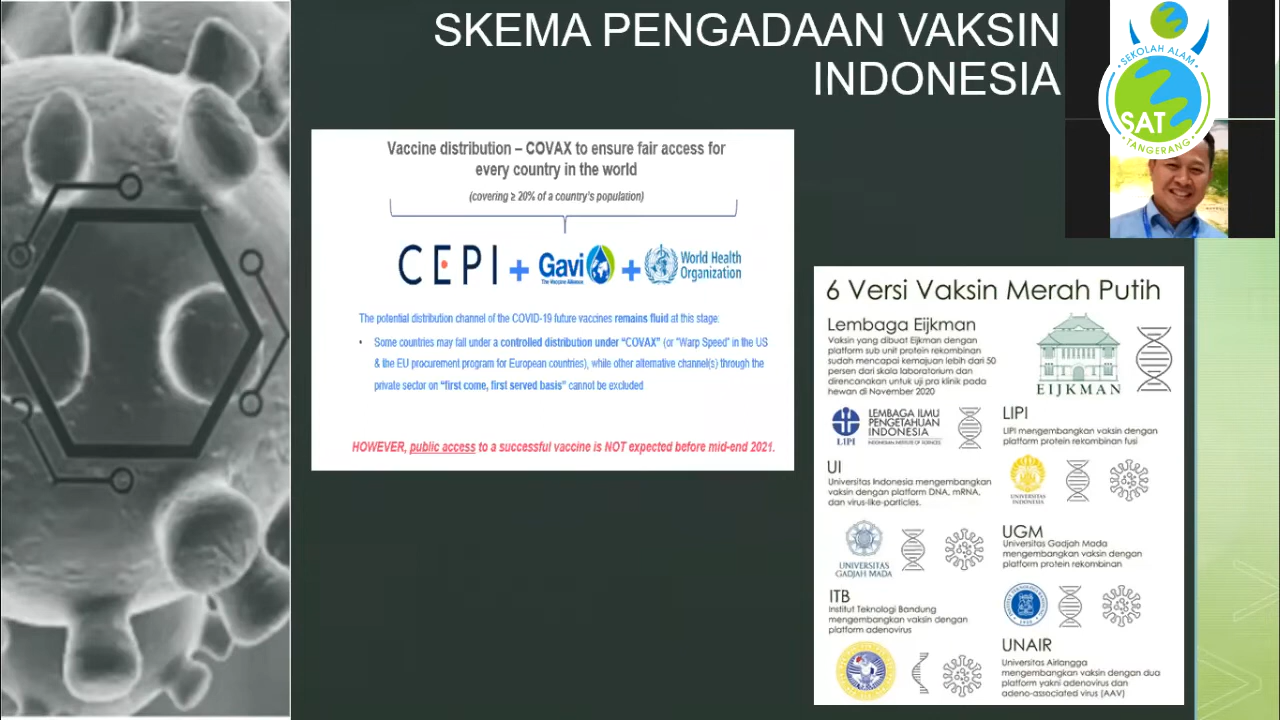 SKEMA PENGADAAN VAKSIN
INDONESIA
SEKOLAH ALAM
SAT
TANGERANG
Vaccine distribution – COVAX to ensure fair access for
every country in the world
(covering ≥ 20% of a country's population)
CEPI + Gavi + World Health
The Vaccine Alliance
Organization
The potential distribution channel of the COVID-19 future vaccines remains fluid at this stage:
• Some countries may fall under a controlled distribution under “COVAX” (or “Warp Speed” in the US
& the EU procurement program for European countries), while other alternative channel(s) through the
private sector on “first come, first served basis” cannot be excluded
HOWEVER, public access to a successful vaccine is NOT expected before mid-end 2021.
6 Versi Vaksin Merah Putih
Lembaga Eijkman
Vaksin yang dibuat Eijkman dengan
platform sub unit protein rekombinan
sudah mencapai kemajuan lebih dari 50
persen dari skala laboratorium dan
direncanakan untuk uji pra klinik pada
hewan di November 2020
EIJKMAN
LIPI
LEMBAGA ILMU
PENGETAHUAN
INDONESIA
INDONESIAN INSTITUTE OF SCIENCES
LIPI
LIPI mengembangkan vaksin dengan
platform protein rekombinan fusi
UI
Universitas Indonesia mengembangkan
vaksin dengan platform DNA, mRNA,
dan virus-like-particles.
UNIVERSITAS
INDONESIA
UNIVERSITAS
GADJAH MADA
UGM
Universitas Gadjah Mada
mengembangkan vaksin dengan
platform protein rekombinan
ITB
Institut Teknologi Bandung
mengembangkan vaksin dengan
platform adenovirus
UNAIR
Universitas Airlangga
mengembangkan vaksin dengan dua
platform yakni adenovirus dan
adeno-associated virus (AAV)